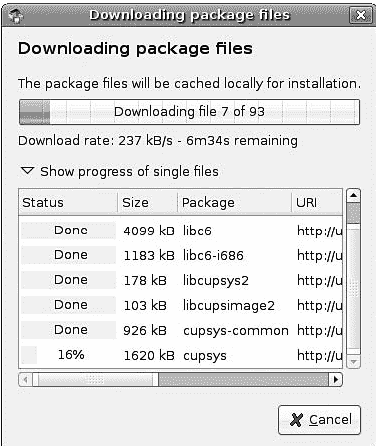 Downloading package files
Downloading package files
The package files will be cached locally for installation.
Downloading file 7 of 93
Download rate: 237 kB/s - 6m34s remaining
Show progress of single files
Status Size Package URI
Done 4099 kB libc6 http://u
Done 1183 kB libc6-i686 http://u
Done 178 kB libcupsys2 http://u
Done 103 kB libcupsimage2 http://u
Done 926 kB cupsys-common http://u
16% 1620 kB cupsys http://u
Cancel